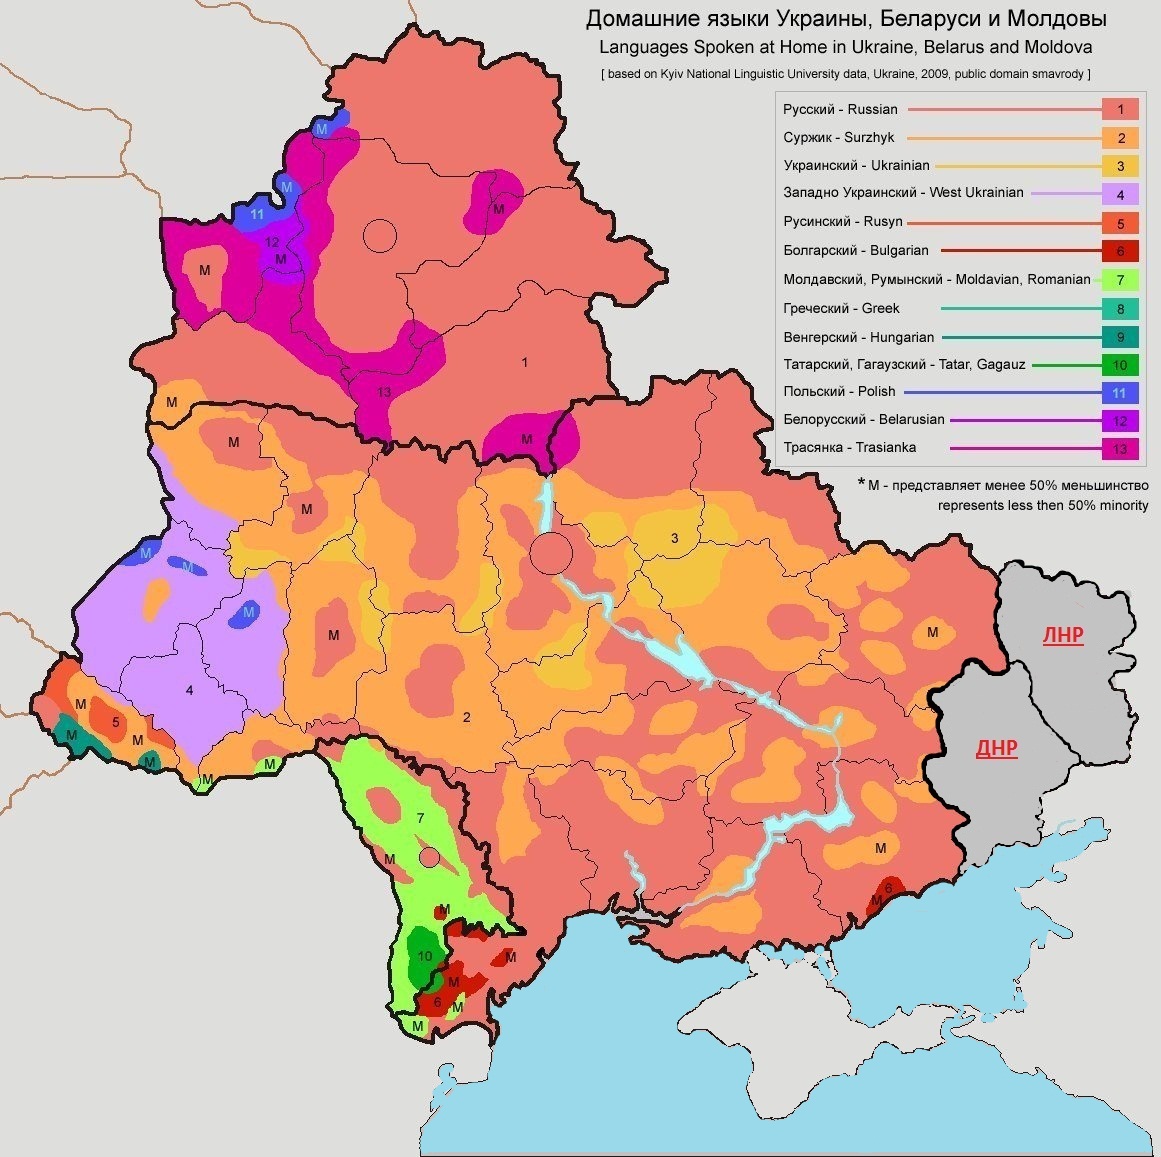 Домашние языки Украины, Беларуси и Молдовы
Languages Spoken at Home in Ukraine, Belarus and Moldova
[ based on Kyiv National Linguistic University data, Ukraine, 2009, public domain smavrody ]
Русский - Russian 1
Суржик - Surzhyk 2
Украинский - Ukrainian 3
Западно Украинский - West Ukrainian 4
Русинский - Rusyn 5
Болгарский - Bulgarian 6
Молдавский, Румынский - Moldavian, Romanian 7
Греческий - Greek 8
Венгерский - Hungarian 9
Татарский, Гагаузский - Tatar, Gagauz 10
Польский - Polish 11
Белорусский - Belarusian 12
Трасянка - Trasianka 13
* М - представляет менее 50% меньшинство
represents less then 50% minority
М
М
11
М
12
М
М
1
13
М
М
М
М
3
М
М
М
М
М
ЛНР
4
М
5
М
М
М
2
ДНР
М
М
7
М
М
6
М
М
10
М
М
6
М
М